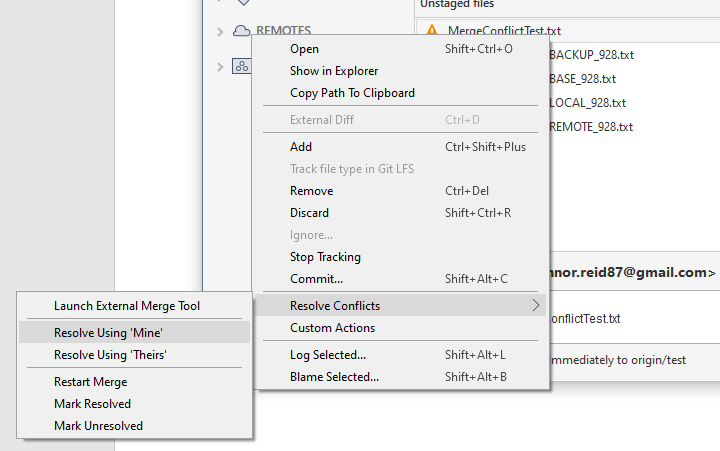 Unstaged files
REMOTES
MergeConflictTest.txt
BACKUP_928.txt
BASE_928.txt
LOCAL_928.txt
REMOTE_928.txt
Open Shift+Ctrl+O
Show in Explorer
Copy Path To Clipboard
External Diff Ctrl+D
Add Ctrl+Shift+Plus
Track file type in Git LFS
Remove Ctrl+Del
Discard Shift+Ctrl+R
Ignore...
Stop Tracking
Commit... Shift+Alt+C
Resolve Conflicts
Custom Actions
Log Selected... Shift+Alt+L
Blame Selected... Shift+Alt+B
Launch External Merge Tool
Resolve Using 'Mine'
Resolve Using 'Theirs'
Restart Merge
Mark Resolved
Mark Unresolved
nnor.reid87@gmail.com>
onflictTest.txt
immediately to origin/test